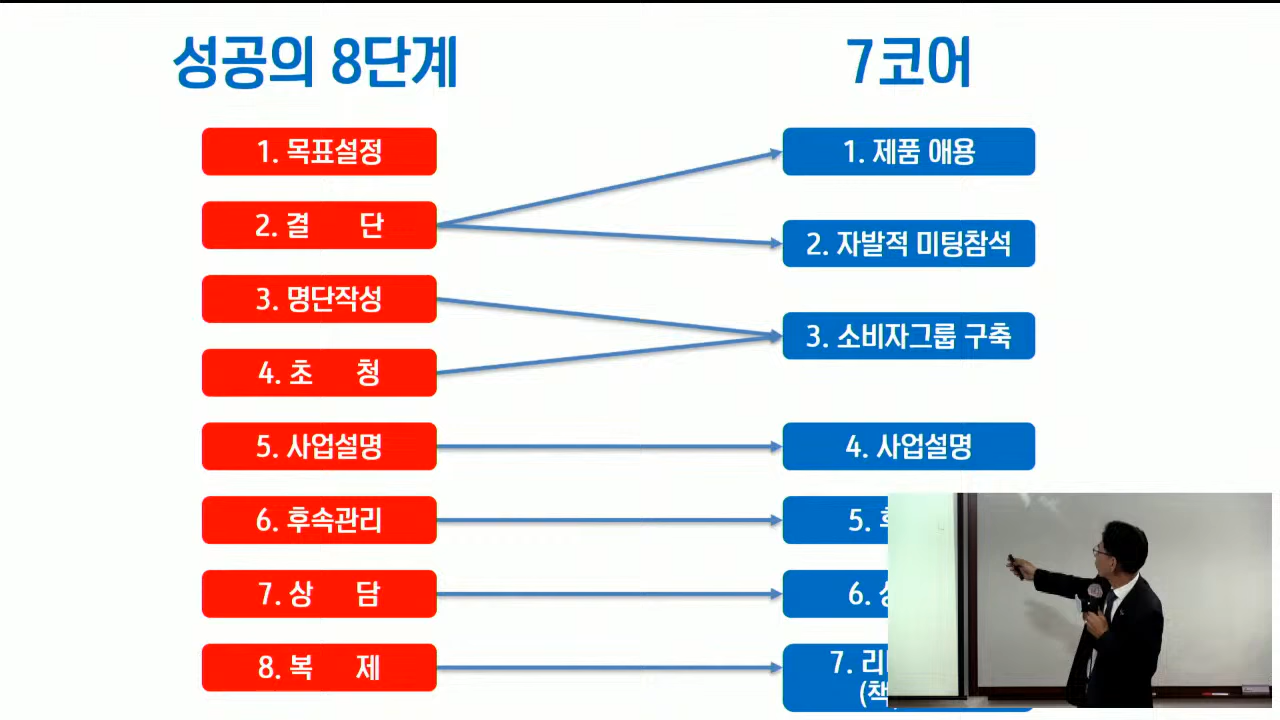 성공의 8단계
7코어
1. 목표설정
2. 결 단
3. 명단작성
4. 초 청
5. 사업설명
6. 후속관리
7. 상 담
8. 복 제
1. 제품 애용
2. 자발적 미팅참석
3. 소비자그룹 구축
4. 사업설명
5.
6.
7. 리
(책